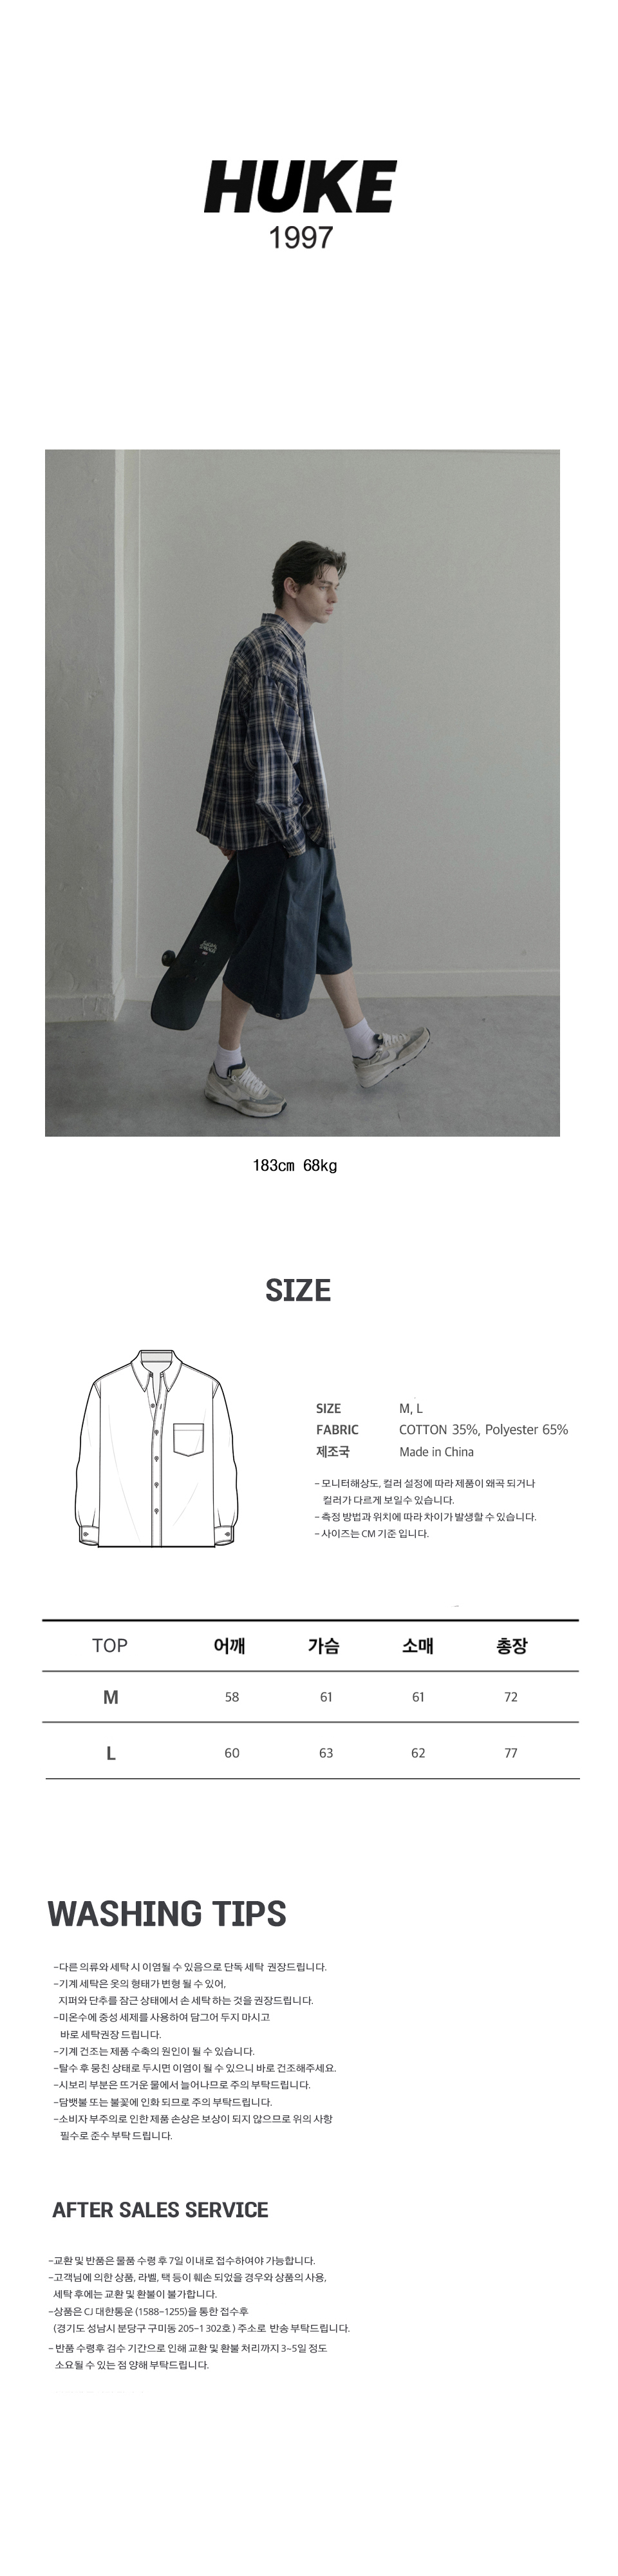 HUKE
1997
183cm 68kg
SIZE
SIZE M, L
FABRIC COTTON 35%, Polyester 65%
제조국 Made in China
- 모니터해상도, 컬러 설정에 따라 제품이 왜곡 되거나
컬러가 다르게 보일수 있습니다.
- 측정 방법과 위치에 따라 차이가 발생할 수 있습니다.
- 사이즈는 CM 기준 입니다.
TOP 어깨 가슴 소매 총장
M 58 61 61 72
L 60 63 62 77
WASHING TIPS
-다른 의류와 세탁 시 이염될 수 있음으로 단독 세탁 권장드립니다.
-기계 세탁은 옷의 형태가 변형 될 수 있어,
지퍼와 단추를 잠근 상태에서 손 세탁 하는 것을 권장드립니다.
-미온수에 중성 세제를 사용하여 담그어 두지 마시고
바로 세탁권장 드립니다.
-기계 건조는 제품 수축의 원인이 될 수 있습니다.
-탈수 후 뭉친 상태로 두시면 이염이 될 수 있으니 바로 건조해주세요.
-시보리 부분은 뜨거운 물에서 늘어나므로 주의 부탁드립니다.
-담뱃불 또는 불꽃에 인화 되므로 주의 부탁드립니다.
-소비자 부주의로 인한 제품 손상은 보상이 되지 않으므로 위의 사항
필수로 준수 부탁 드립니다.
AFTER SALES SERVICE
-교환 및 반품은 물품 수령 후 7일 이내로 접수하여야 가능합니다.
-고객님에 의한 상품, 라벨, 택 등이 훼손 되었을 경우와 상품의 사용,
세탁 후에는 교환 및 환불이 불가합니다.
-상품은 CJ 대한통운 (1588-1255)을 통한 접수후
(경기도 성남시 분당구 구미동 205-1 302호 ) 주소로 반송 부탁드립니다.
- 반품 수령후 검수 기간으로 인해 교환 및 환불 처리까지 3-5일 정도
소요될 수 있는 점 양해 부탁드립니다.